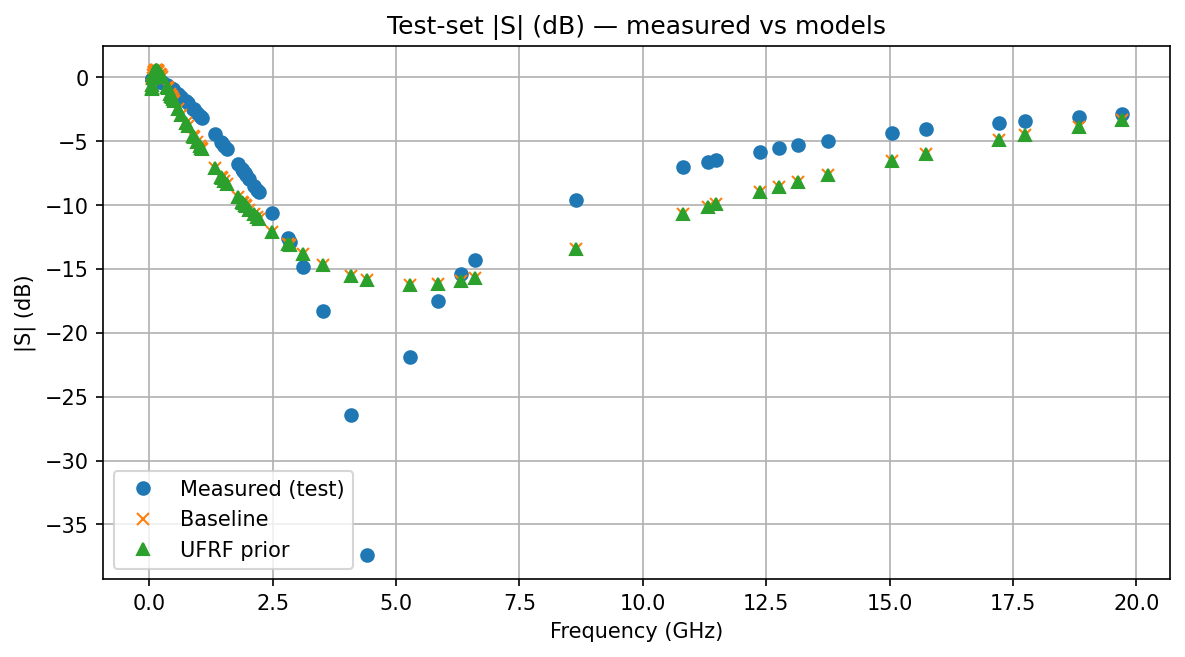 Test-set |S| (dB) — measured vs models
0
−5
−10
−15
−20
−25
−30
−35
|S| (dB)
Measured (test)
Baseline
UFRF prior
0.0 2.5 5.0 7.5 10.0 12.5 15.0 17.5 20.0
Frequency (GHz)